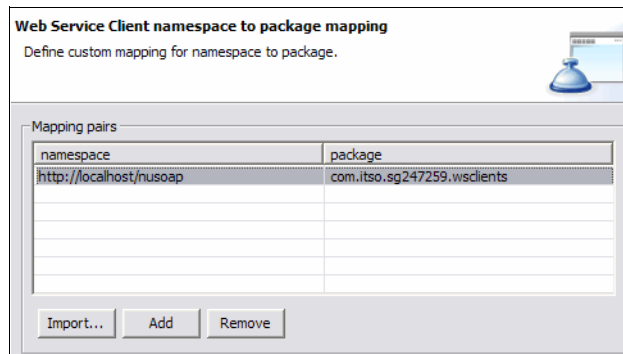 Web Service Client namespace to package mapping
Define custom mapping for namespace to package.
Mapping pairs
namespace package
http://localhost/nusoap com.itso.sg247259.wsclients
Import... Add Remove